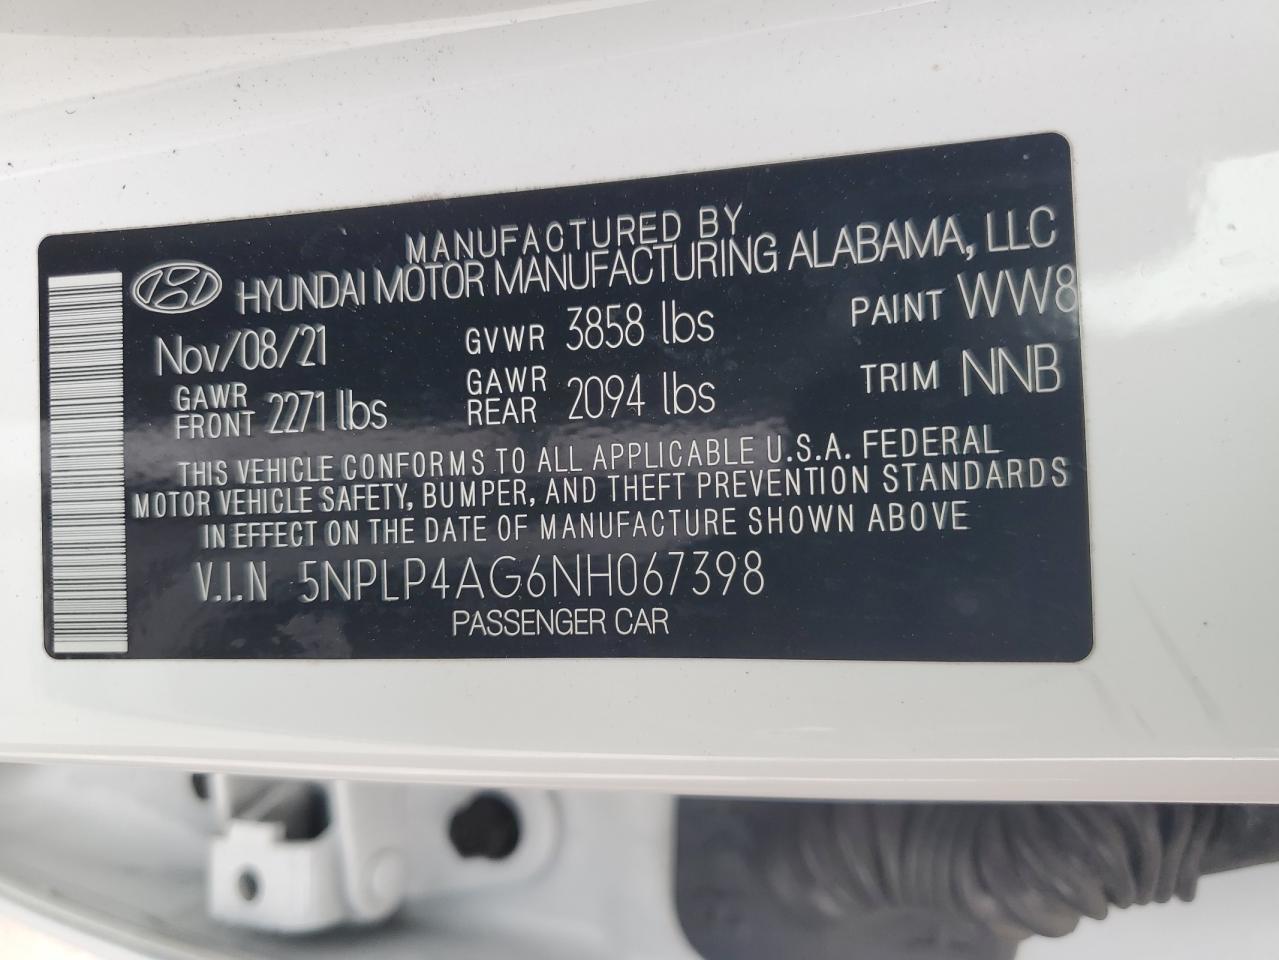 MANUFACTURED BY
HYUNDAI MOTOR MANUFACTURING ALABAMA, LLC
Nov/08/21 GVWR 3858 lbs PAINT WW8
GAWR FRONT 2271 lbs GAWR REAR 2094 lbs TRIM NNB
THIS VEHICLE CONFORMS TO ALL APPLICABLE U.S.A. FEDERAL
MOTOR VEHICLE SAFETY, BUMPER, AND THEFT PREVENTION STANDARDS
IN EFFECT ON THE DATE OF MANUFACTURE SHOWN ABOVE
V.I.N 5NPLP4AG6NH067398
PASSENGER CAR